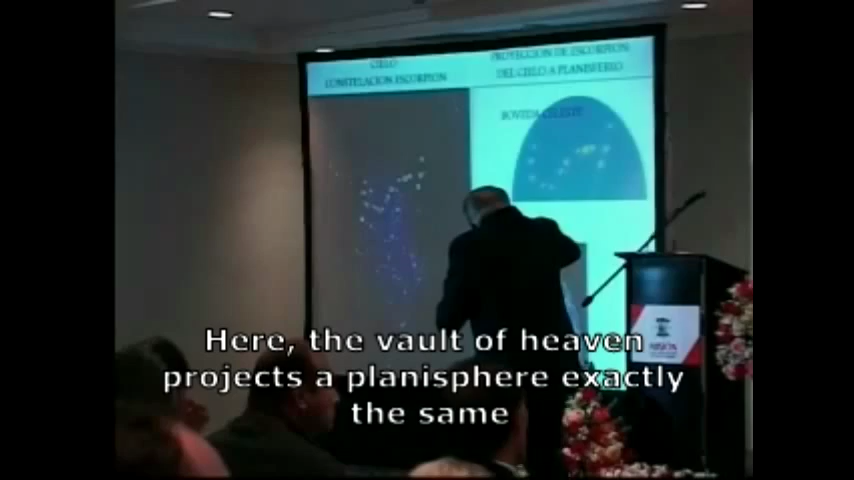 CIELO
CONSTELACION ESCORPION
PROYECCION DE ESCORPION
DEL CIELO A PLANISFERIO
BOVEDA CELESTE
Here, the vault of heaven
projects a planisphere exactly
the same